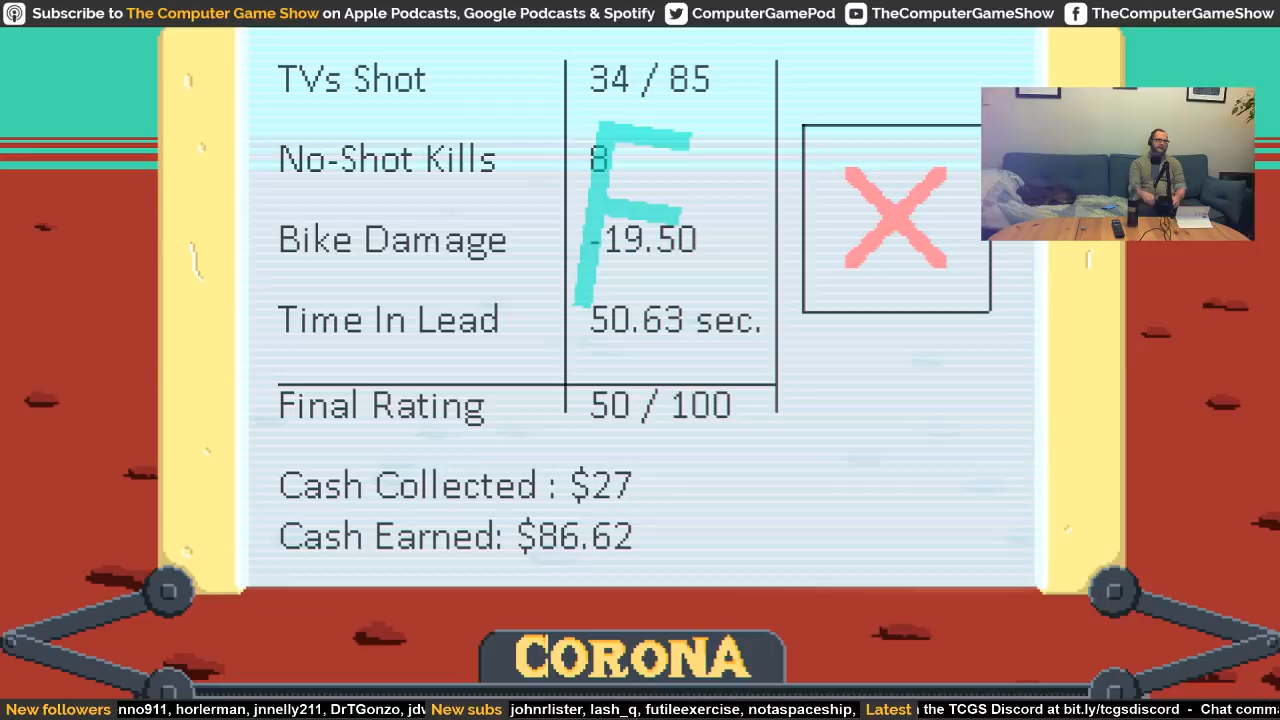 Subscribe to The Computer Game Show on Apple Podcasts, Google Podcasts & Spotify ComputerGamePod TheComputerGameShow TheComputerGameShow
TVs Shot 34 / 85
No-Shot Kills 8
Bike Damage -19.50
Time In Lead 50.63 sec.
F
Final Rating 50 / 100
Cash Collected : $27
Cash Earned: $86.62
CORONA
New followers nno911, horlerman, jnnelly211, DrTGonzo, New subs johnrlister, lash_q, futileexercise, notaspaceship, Latest the TCGS Discord at bit.ly/tcgsdiscord - Chat